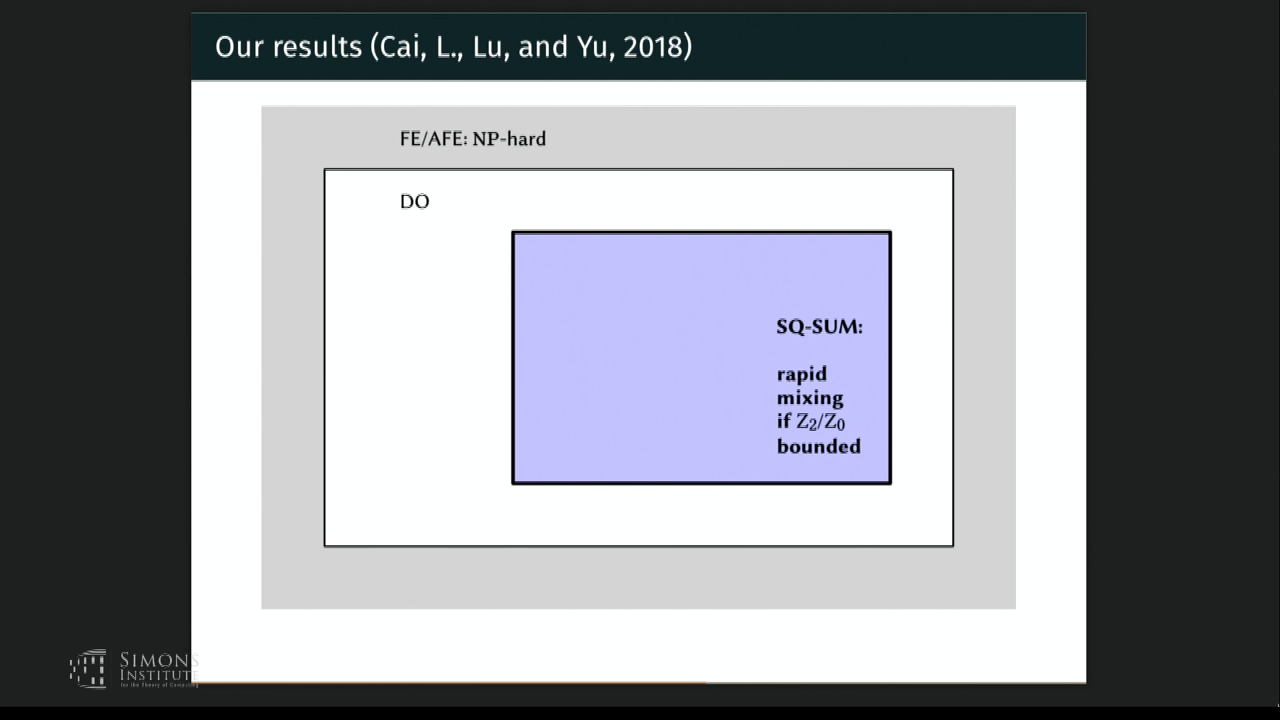 Our results (Cai, L., Lu, and Yu, 2018)
FE/AFE: NP-hard
DO
SQ-SUM:
rapid
mixing
if Z₂/Z₀
bounded
SIMONS
INSTITUTE
for the Theory of Computing